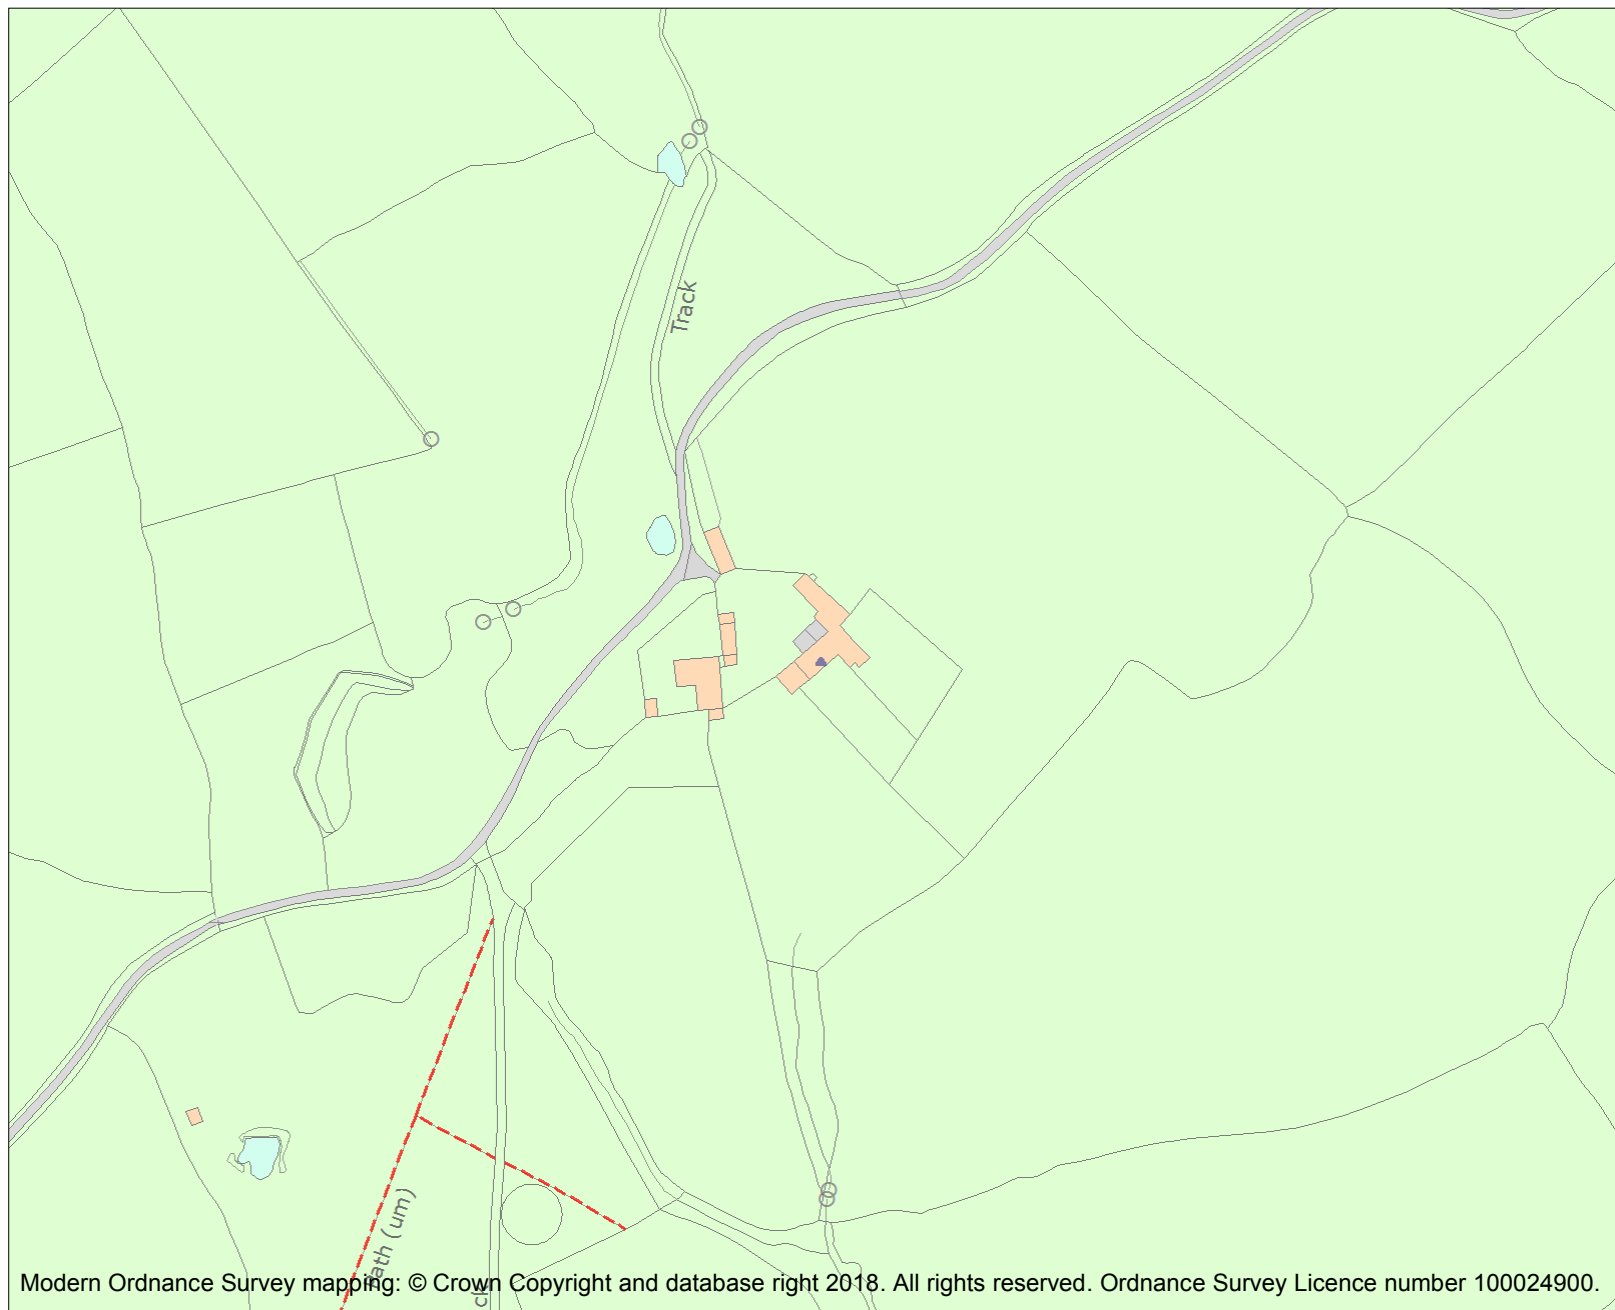 Track
Path (um)
Modern Ordnance Survey mapping: © Crown Copyright and database right 2018. All rights reserved. Ordnance Survey Licence number 100024900.